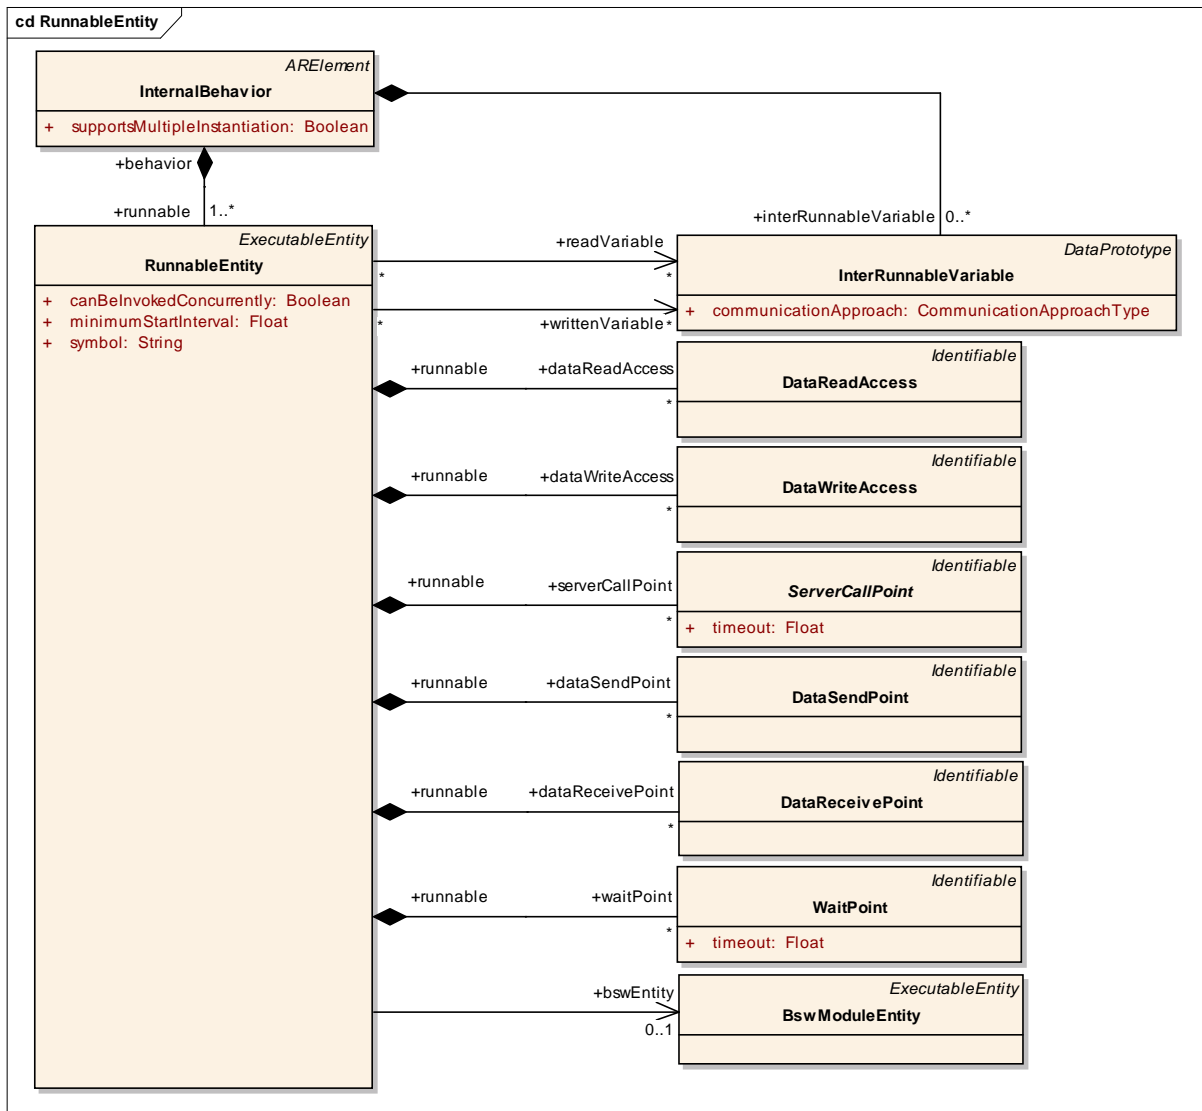 cd RunnableEntity
ARElement
InternalBehavior
+ supportsMultipleInstantiation: Boolean
+behavior
+runnable 1..*
+interRunnableVariable 0..*
ExecutableEntity
RunnableEntity
+ canBeInvokedConcurrently: Boolean
+ minimumStartInterval: Float
+ symbol: String
+readVariable
* *
* +writtenVariable *
DataPrototype
InterRunnableVariable
+ communicationApproach: CommunicationApproachType
+runnable +dataReadAccess
*
Identifiable
DataReadAccess
+runnable +dataWriteAccess
*
Identifiable
DataWriteAccess
+runnable +serverCallPoint
*
Identifiable
ServerCallPoint
+ timeout: Float
+runnable +dataSendPoint
*
Identifiable
DataSendPoint
+runnable +dataReceivePoint
*
Identifiable
DataReceivePoint
+runnable +waitPoint
*
Identifiable
WaitPoint
+ timeout: Float
+bswEntity
0..1
ExecutableEntity
BswModuleEntity